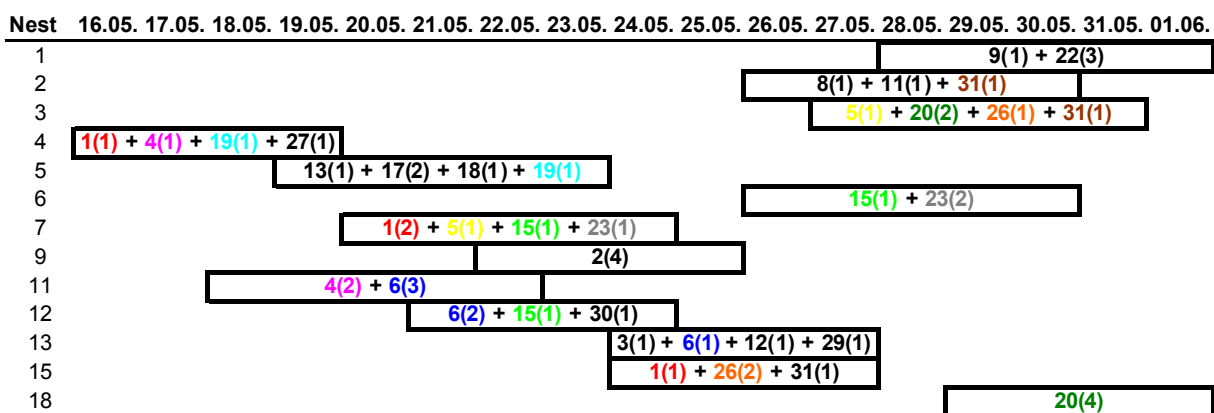 Nest 16.05. 17.05. 18.05. 19.05. 20.05. 21.05. 22.05. 23.05. 24.05. 25.05. 26.05. 27.05. 28.05. 29.05. 30.05. 31.05. 01.06.
1 9(1) + 22(3)
2 8(1) + 11(1) + 31(1)
3 5(1) + 20(2) + 26(1) + 31(1)
4 1(1) + 4(1) + 19(1) + 27(1)
5 13(1) + 17(2) + 18(1) + 19(1)
6 15(1) + 23(2)
7 1(2) + 5(1) + 15(1) + 23(1)
9 2(4)
11 4(2) + 6(3)
12 6(2) + 15(1) + 30(1)
13 3(1) + 6(1) + 12(1) + 29(1)
15 1(1) + 26(2) + 31(1)
18 20(4)